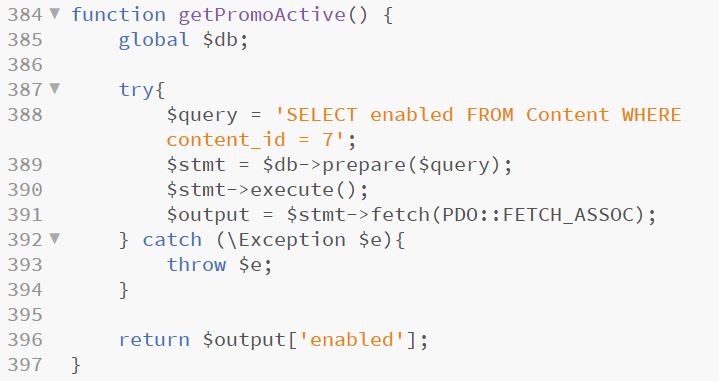 384 ▼ function getPromoActive() {
385 global $db;
386
387 ▼ try{
388 $query = 'SELECT enabled FROM Content WHERE
content_id = 7';
389 $stmt = $db->prepare($query);
390 $stmt->execute();
391 $output = $stmt->fetch(PDO::FETCH_ASSOC);
392 ▼ } catch (\Exception $e){
393 throw $e;
394 }
395
396 return $output['enabled'];
397 }